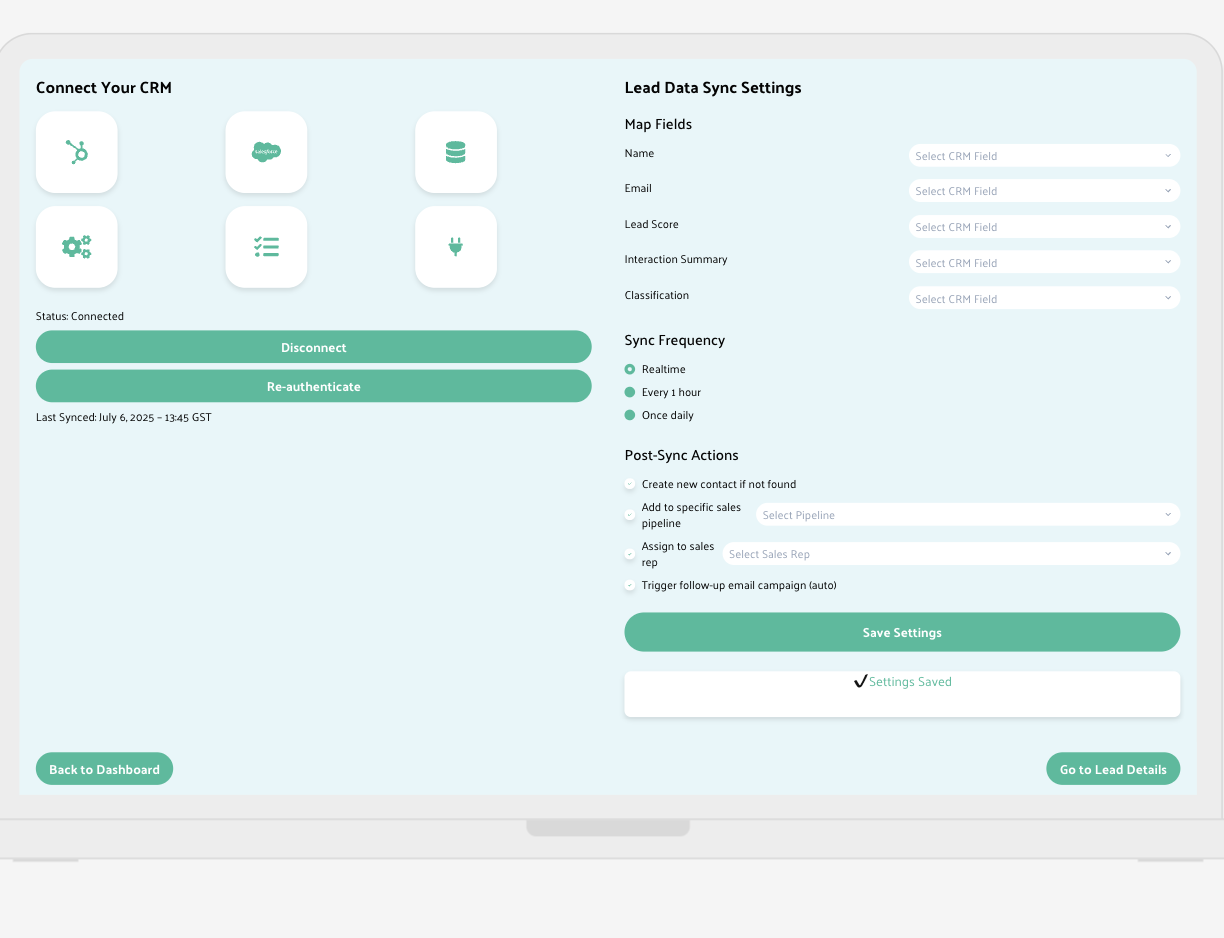 Connect Your CRM
salesforce
Status: Connected
Disconnect
Re-authenticate
Last Synced: July 6, 2025 – 13:45 GST
Lead Data Sync Settings
Map Fields
Name
Select CRM Field
Email
Select CRM Field
Lead Score
Select CRM Field
Interaction Summary
Select CRM Field
Classification
Select CRM Field
Sync Frequency
Realtime
Every 1 hour
Once daily
Post-Sync Actions
Create new contact if not found
Add to specific sales
pipeline
Select Pipeline
Assign to sales
rep
Select Sales Rep
Trigger follow-up email campaign (auto)
Save Settings
✔Settings Saved
Back to Dashboard
Go to Lead Details